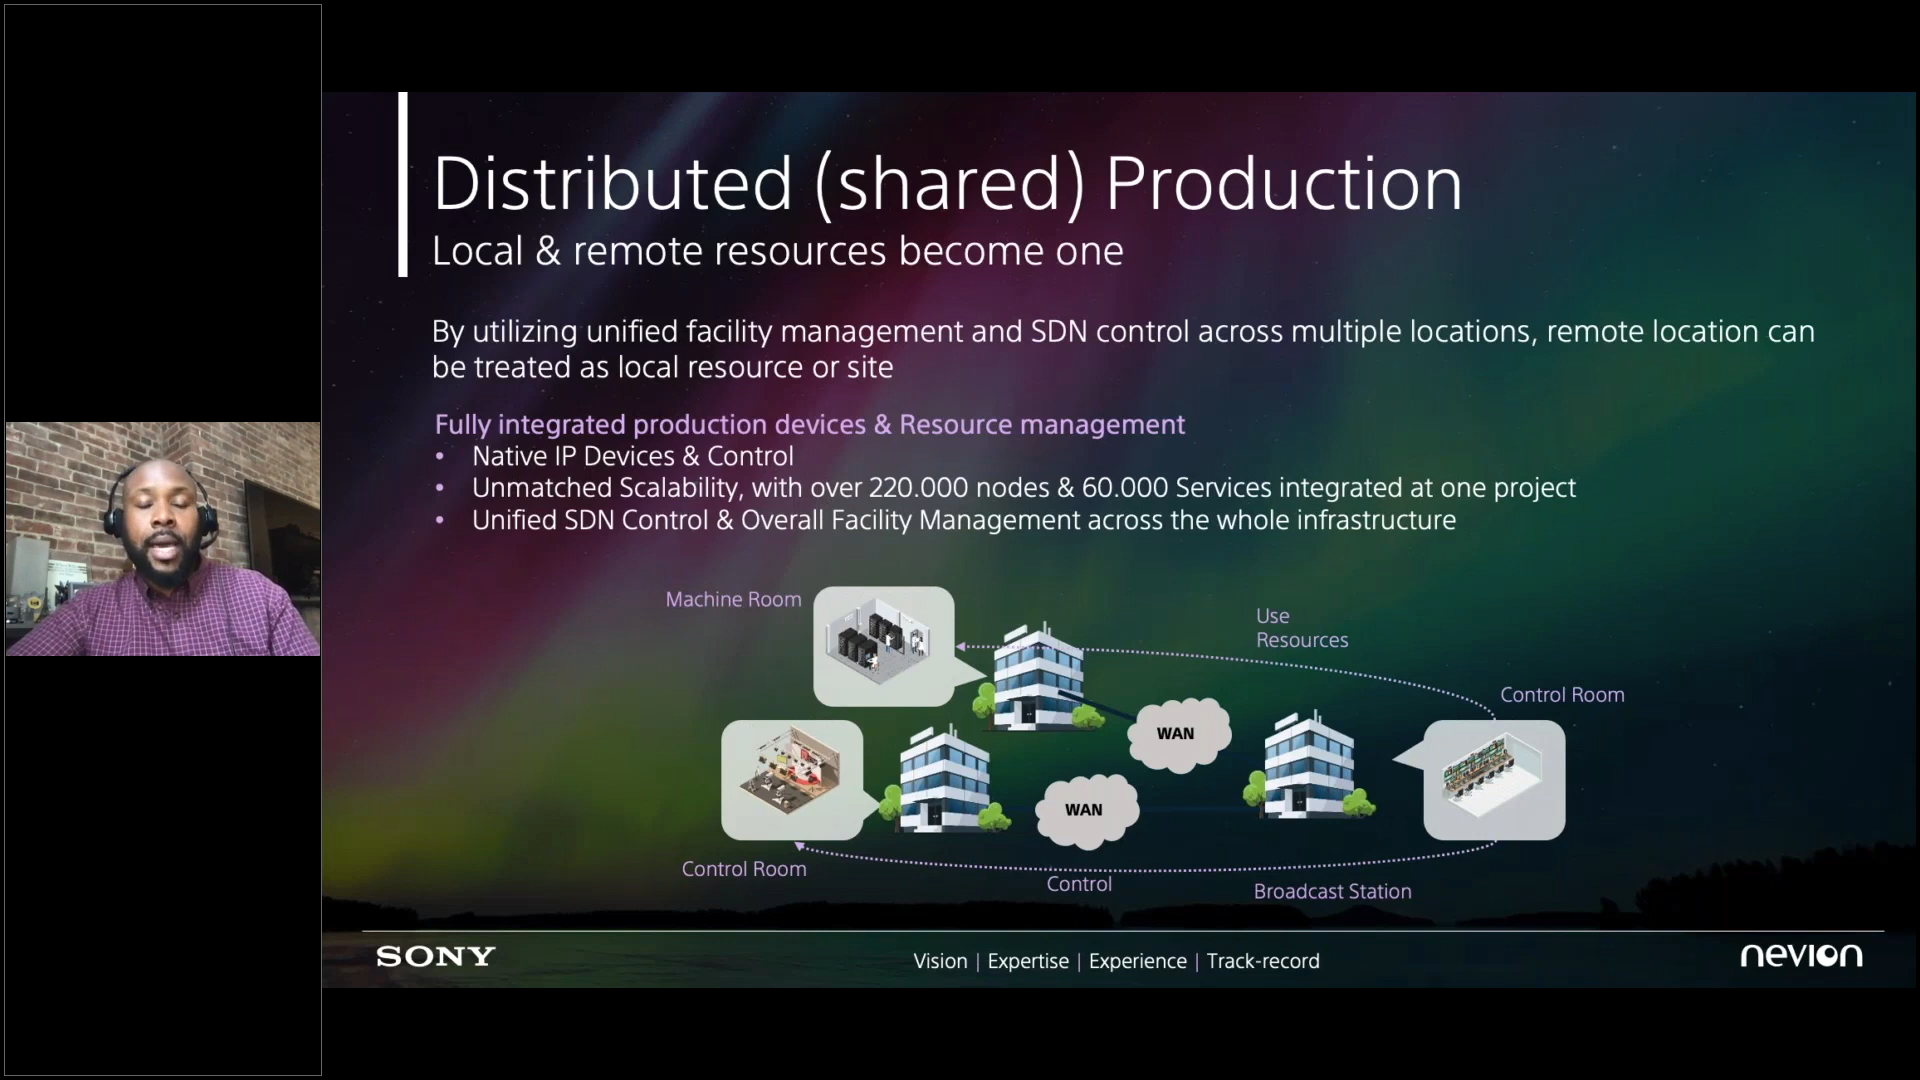 Distributed (shared) Production
Local & remote resources become one
By utilizing unified facility management and SDN control across multiple locations, remote location can
be treated as local resource or site
Fully integrated production devices & Resource management
• Native IP Devices & Control
• Unmatched Scalability, with over 220.000 nodes & 60.000 Services integrated at one project
• Unified SDN Control & Overall Facility Management across the whole infrastructure
Machine Room
Use
Resources
Control Room
WAN
WAN
Control Room
Control
Broadcast Station
SONY
Vision | Expertise | Experience | Track-record
nevion